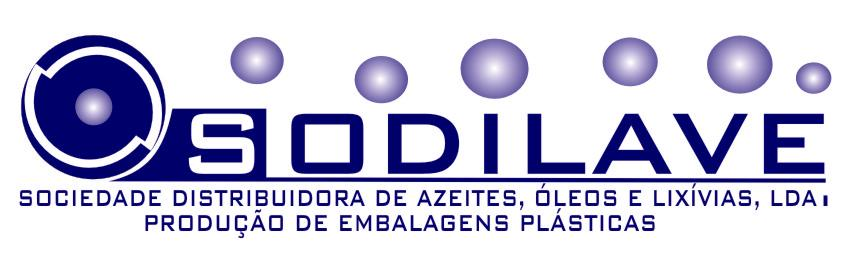 SODILAVE
SOCIEDADE DISTRIBUIDORA DE AZEITES, ÓLEOS E LIXÍVIAS, LDA.
PRODUÇÃO DE EMBALAGENS PLÁSTICAS